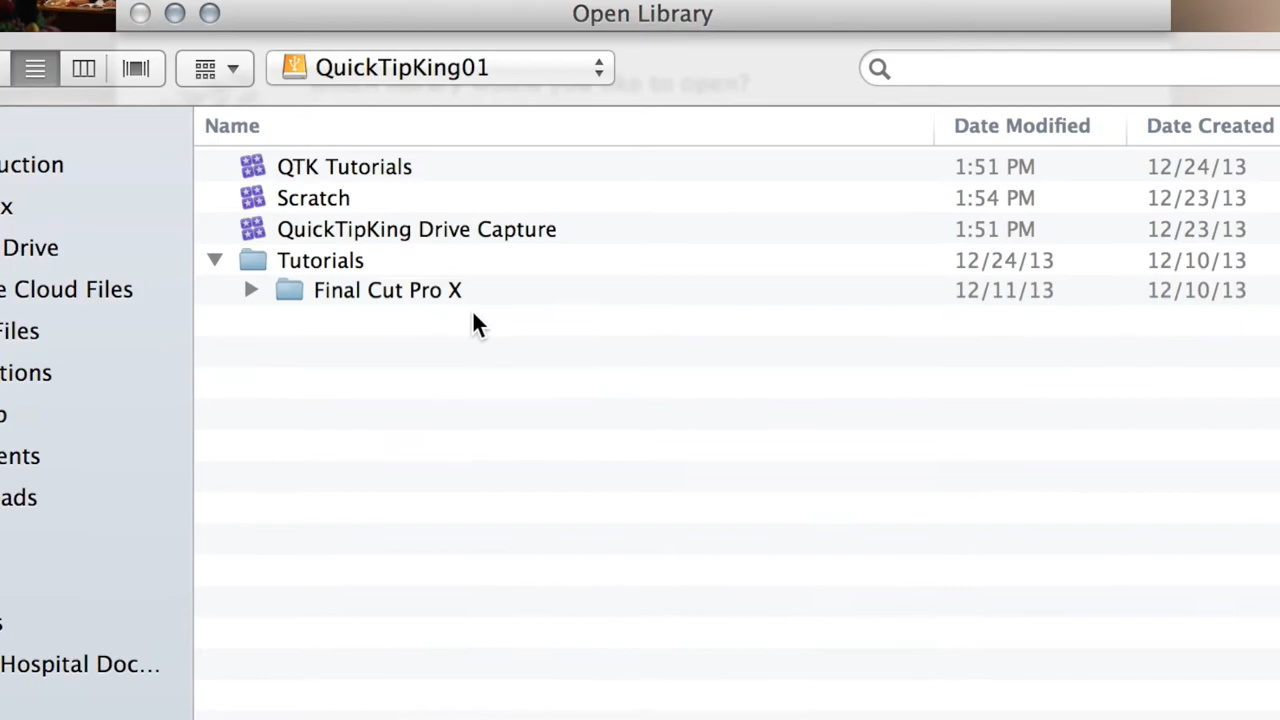 Open Library
QuickTipKing01
Name Date Modified Date Created
uction
x
Drive
e Cloud Files
Files
tions
ents
ads
s
Hospital Doc...
QTK Tutorials 1:51 PM 12/24/13
Scratch 1:54 PM 12/23/13
QuickTipKing Drive Capture 1:51 PM 12/23/13
Tutorials 12/24/13 12/10/13
Final Cut Pro X 12/11/13 12/10/13